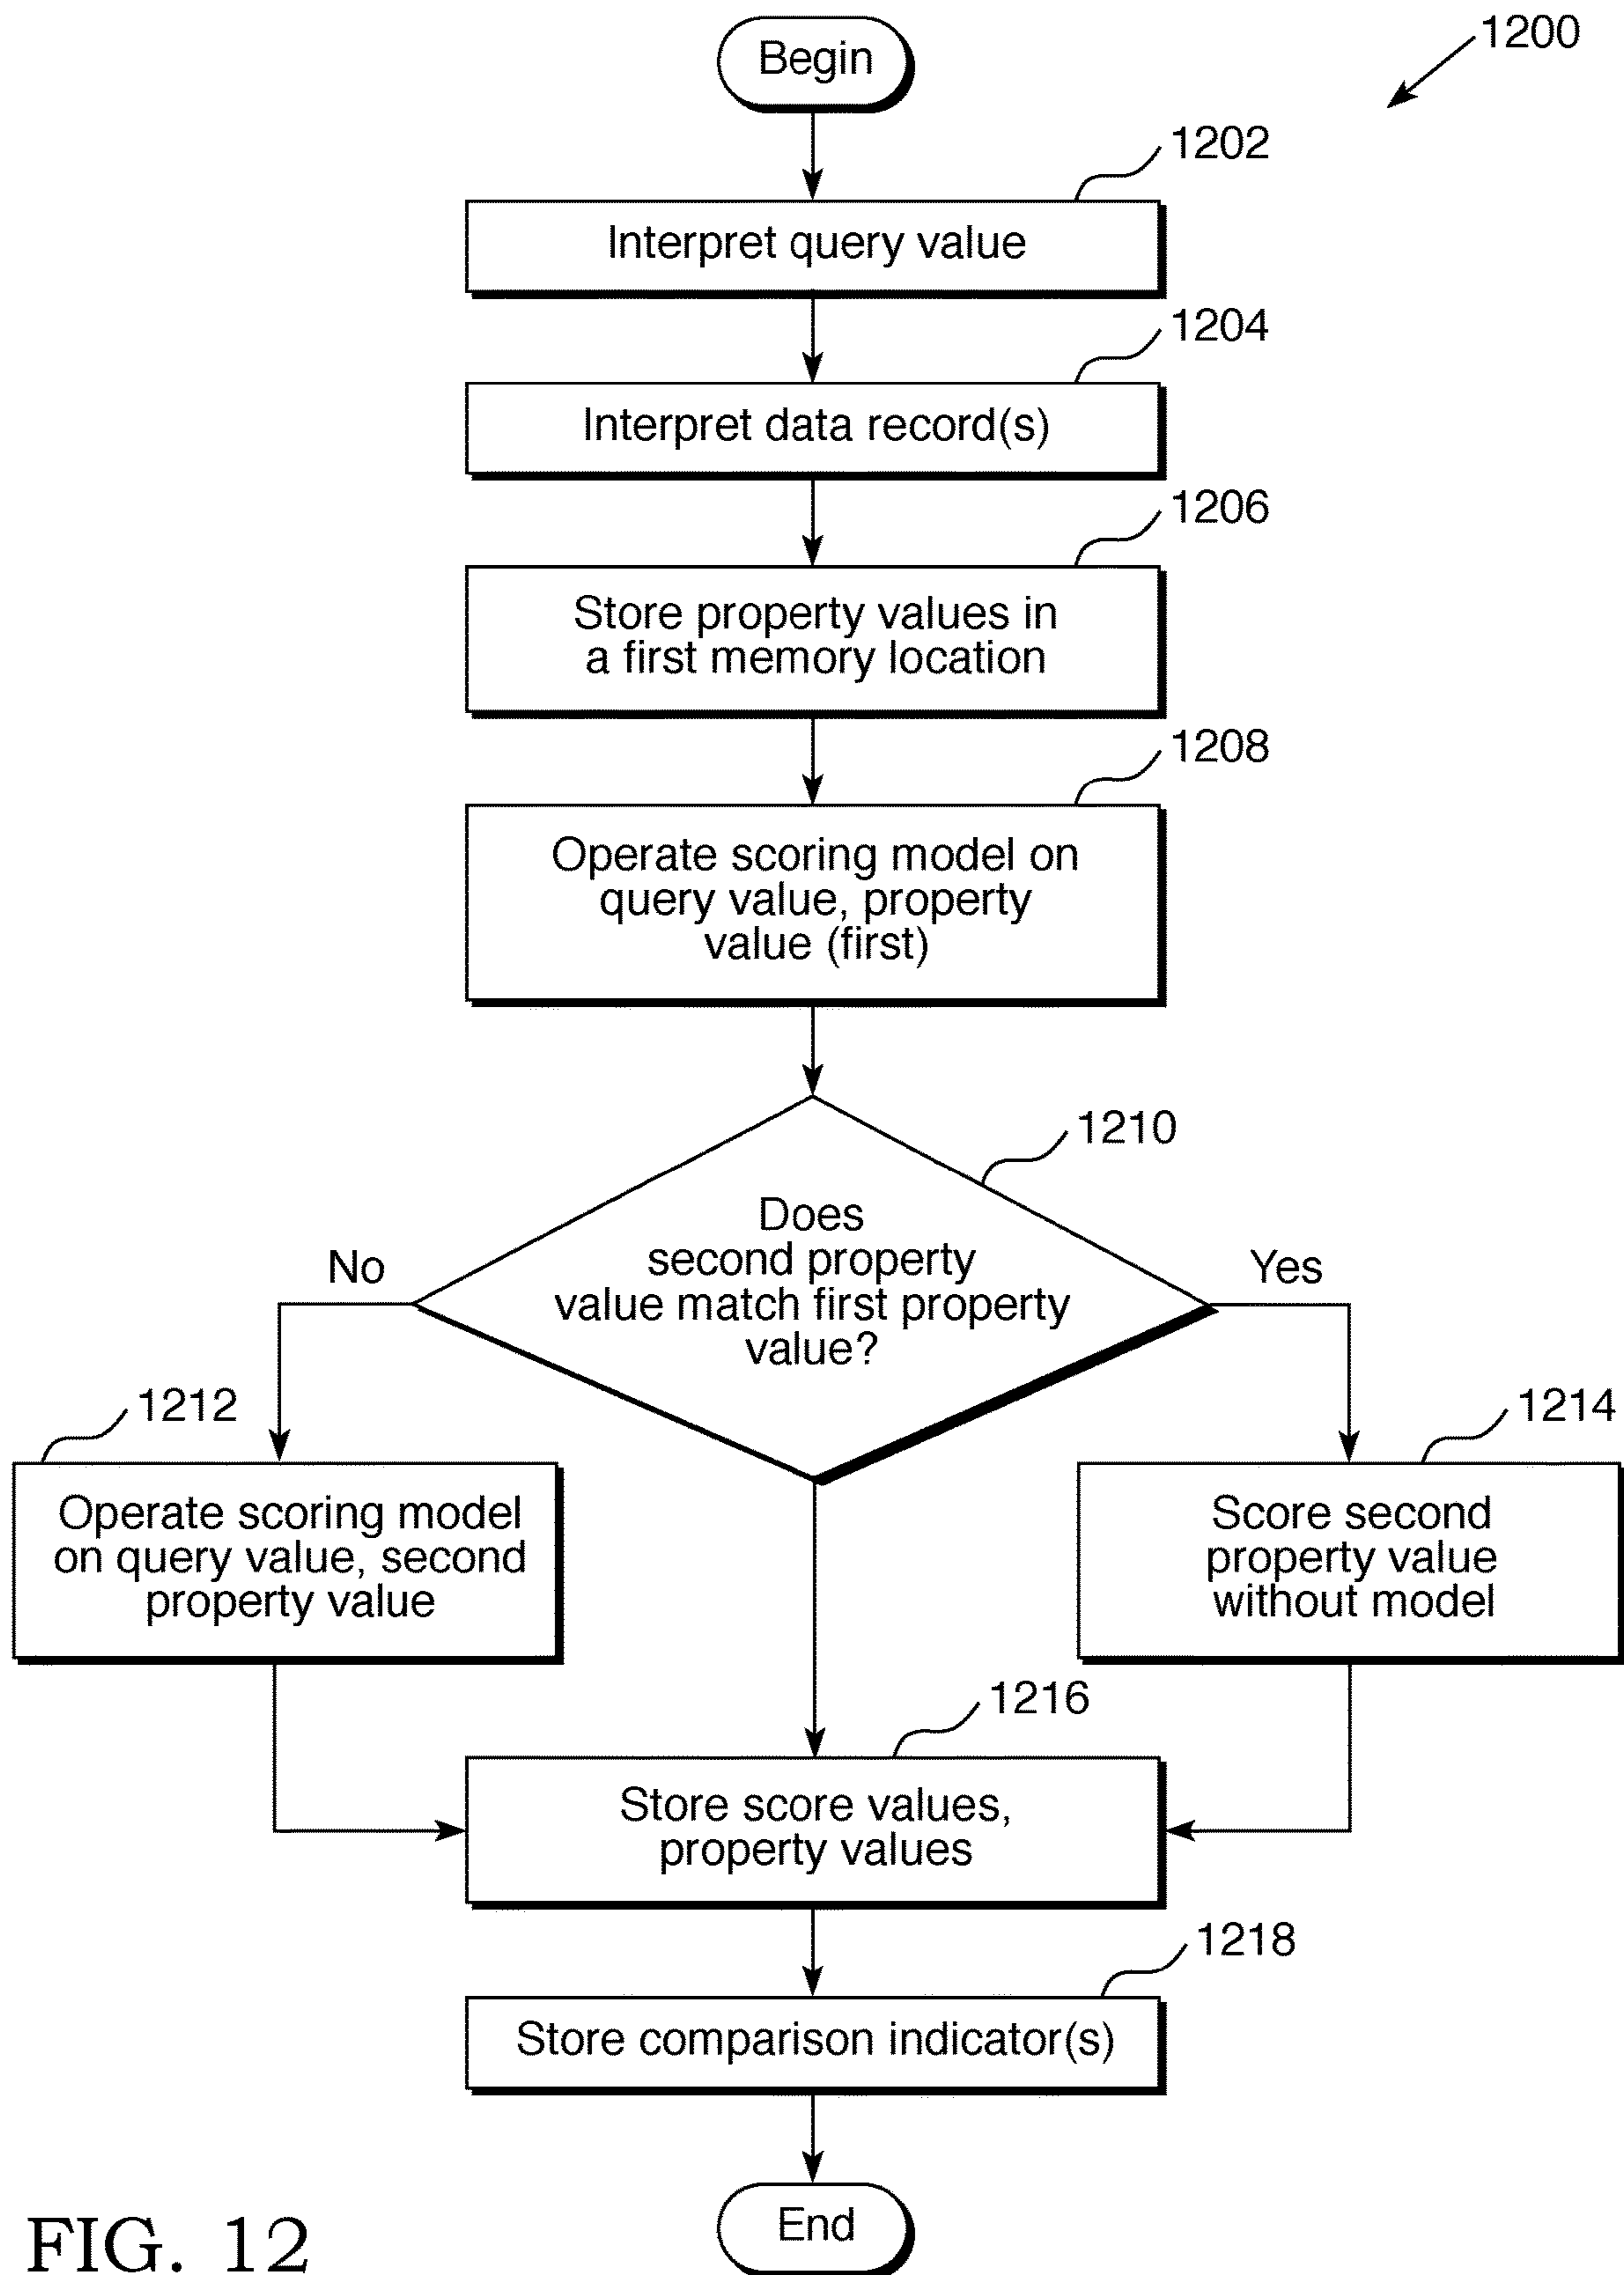 Begin
1200
1202
Interpret query value
1204
Interpret data record(s)
1206
Store property values in
a first memory location
1208
Operate scoring model on
query value, property
value (first)
1210
Does
second property
value match first property
value?
No
Yes
1212
Operate scoring model
on query value, second
property value
1214
Score second
property value
without model
1216
Store score values,
property values
1218
Store comparison indicator(s)
End
FIG. 12